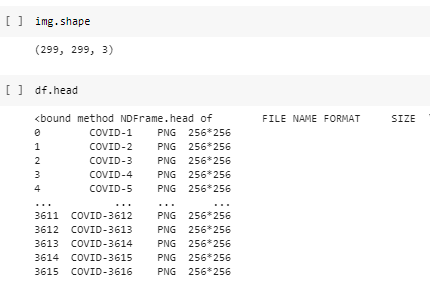 [ ] img.shape
(299, 299, 3)
[ ] df.head
<bound method NDFrame.head of FILE NAME FORMAT SIZE
0 COVID-1 PNG 256*256
1 COVID-2 PNG 256*256
2 COVID-3 PNG 256*256
3 COVID-4 PNG 256*256
4 COVID-5 PNG 256*256
... ... ... ...
3611 COVID-3612 PNG 256*256
3612 COVID-3613 PNG 256*256
3613 COVID-3614 PNG 256*256
3614 COVID-3615 PNG 256*256
3615 COVID-3616 PNG 256*256